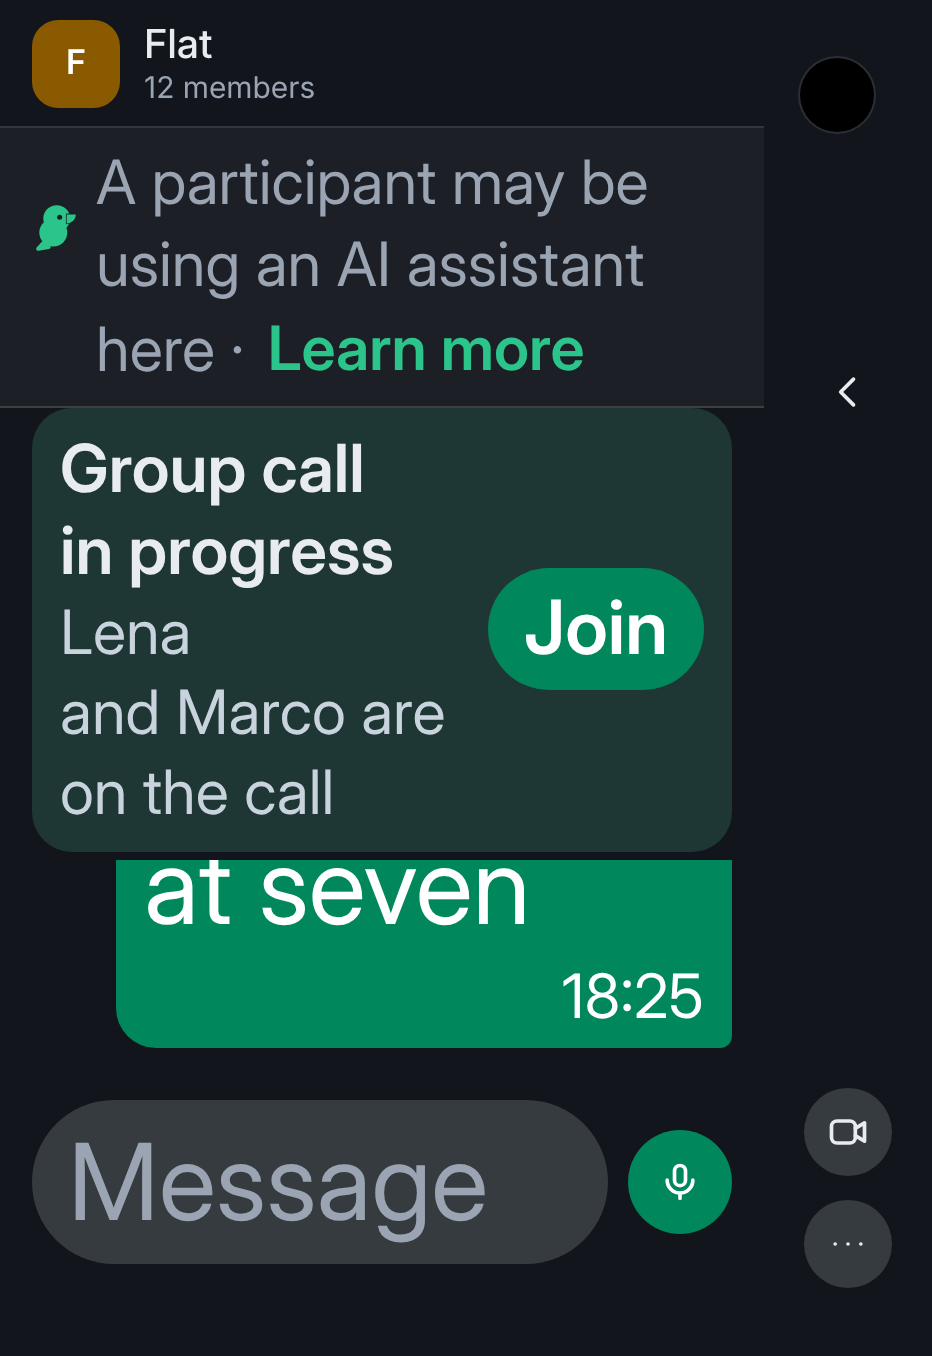 F
Flat
12 members
A participant may be
using an AI assistant
here · Learn more
Group call
in progress
Lena
and Marco are
on the call
Join
at seven
18:25
Message